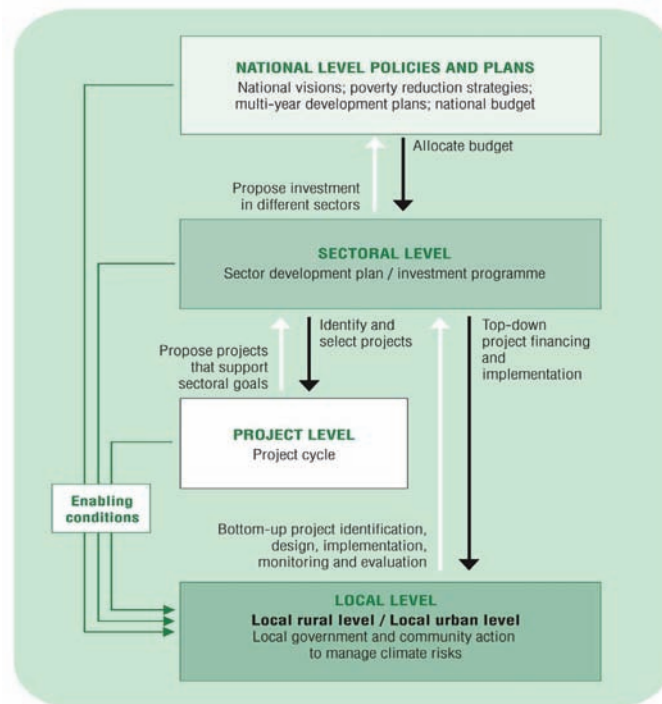 NATIONAL LEVEL POLICIES AND PLANS
National visions; poverty reduction strategies;
multi-year development plans; national budget
Allocate budget
Propose investment
in different sectors
SECTORAL LEVEL
Sector development plan / investment programme
Identify and
select projects
Top-down
project financing
and
implementation
Propose projects
that support
sectoral goals
PROJECT LEVEL
Project cycle
Enabling
conditions
Bottom-up project identification,
design, implementation,
monitoring and evaluation
LOCAL LEVEL
Local rural level / Local urban level
Local government and community action
to manage climate risks